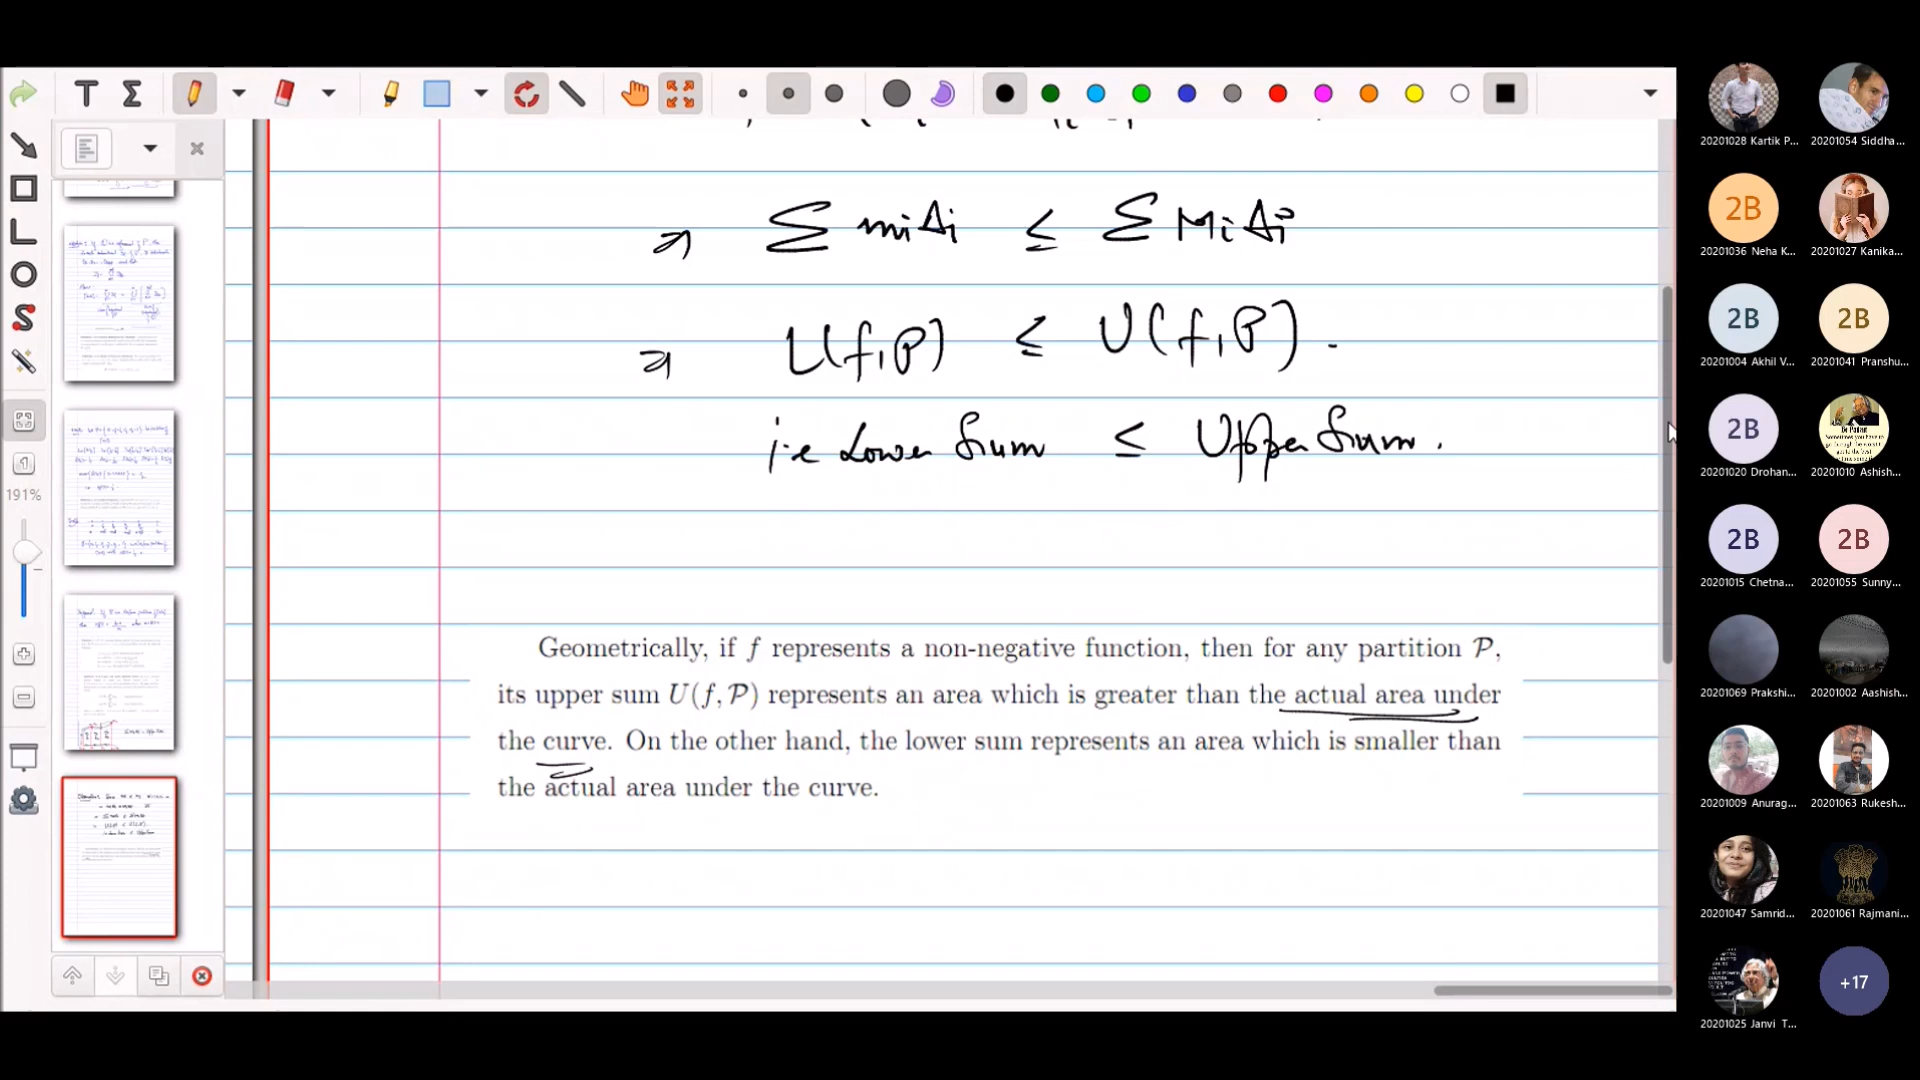 ⇒ Σ miΔi ≤ Σ MiΔi
⇒ L(f,P) ≤ U(f,P).
i.e Lower Sum ≤ Upper Sum.
Geometrically, if f represents a non-negative function, then for any partition P,
its upper sum U(f, P) represents an area which is greater than the actual area under
the curve. On the other hand, the lower sum represents an area which is smaller than
the actual area under the curve.
191%
20201028 Kartik P...
20201054 Siddha...
2B
20201036 Neha K...
20201027 Kanika...
2B
20201004 Akhil V...
2B
20201041 Pranshu...
2B
20201020 Drohan...
20201010 Ashish...
2B
20201015 Chetna...
2B
20201055 Sunny...
20201069 Prakshi...
20201002 Aashish...
20201009 Anurag...
20201063 Rukesh...
20201047 Samrid...
20201061 Rajmani...
20201025 Janvi T...
+17